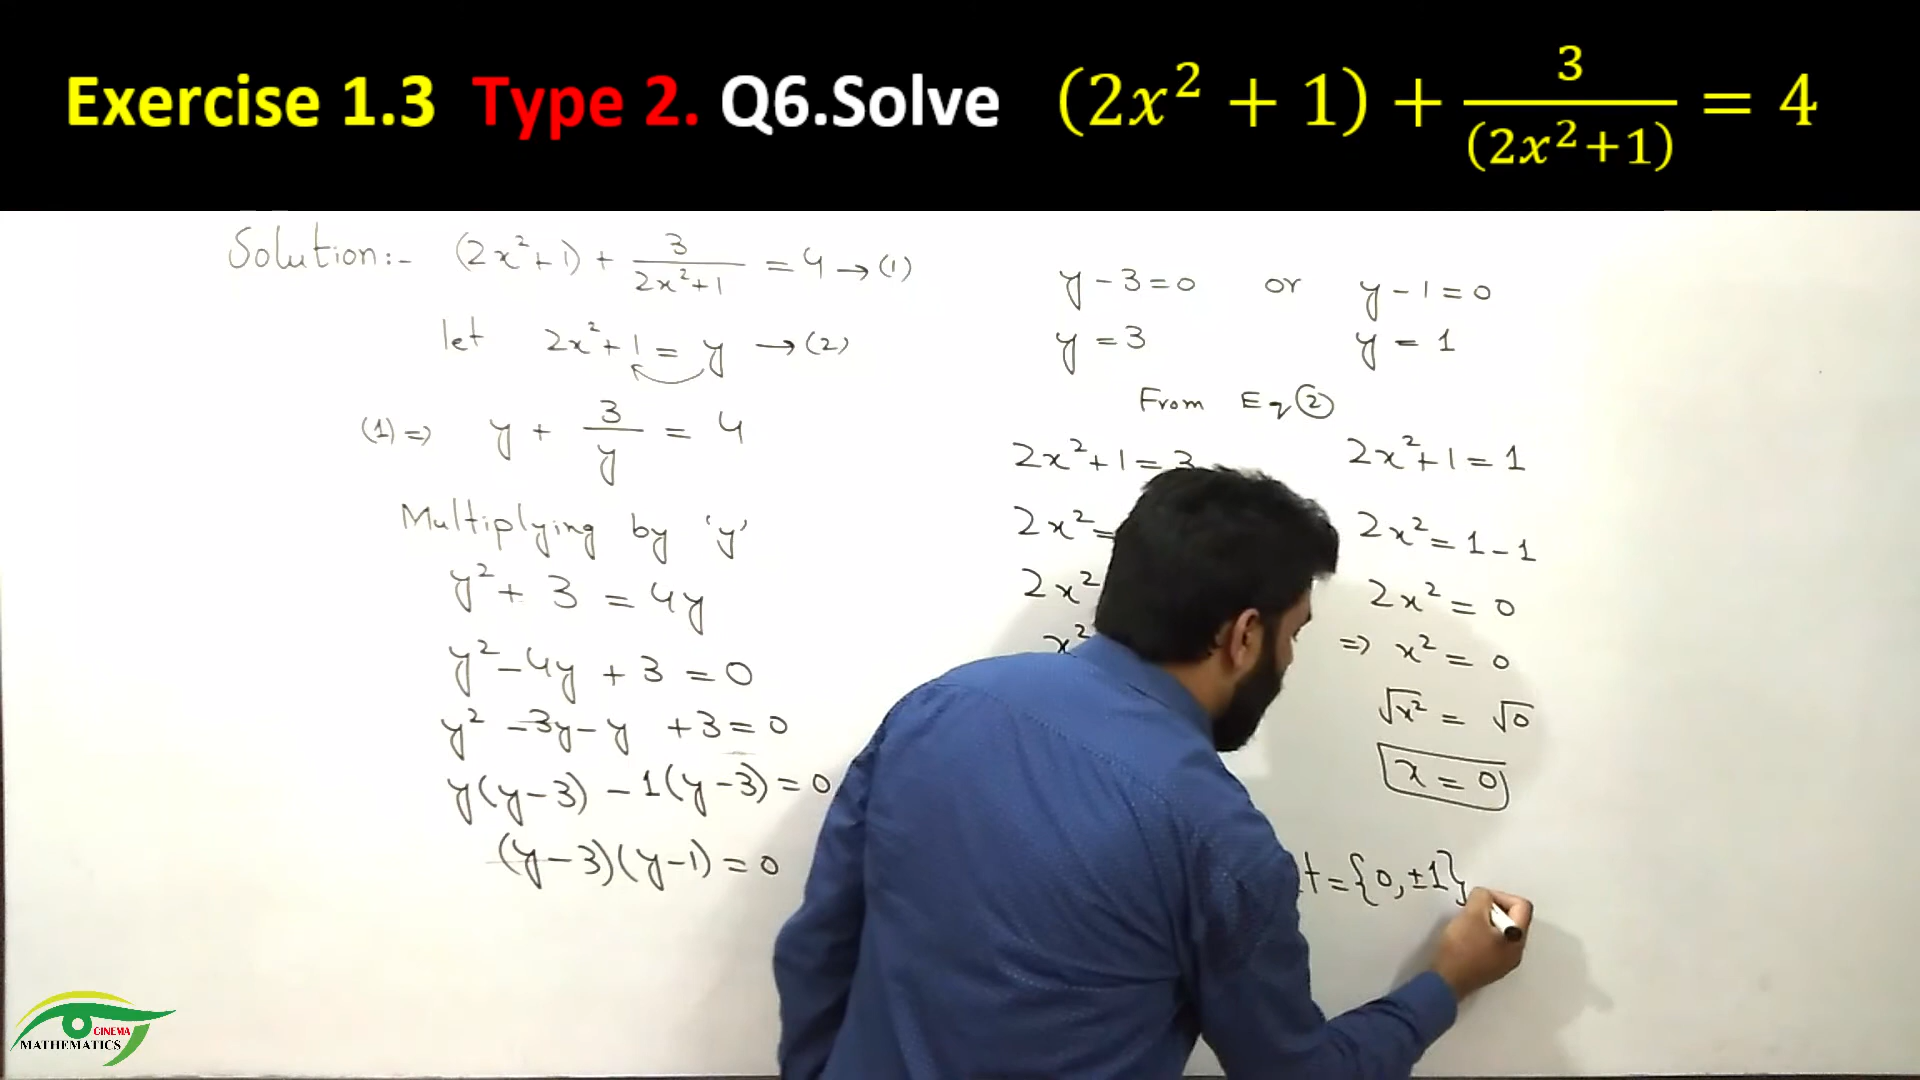 Exercise 1.3 Type 2. Q6.Solve (2x² + 1) + 3/(2x²+1) = 4
Solution:- (2x²+1) + 3/(2x²+1) = 4 → (1)
let 2x²+1 = y → (2)
(1) ⇒ y + 3/y = 4
Multiplying by 'y'
y² + 3 = 4y
y² - 4y + 3 = 0
y² - 3y - y + 3 = 0
y(y-3) - 1(y-3) = 0
(y-3)(y-1) = 0
y - 3 = 0 or y - 1 = 0
y = 3 y = 1
From Eq ②
2x²+1 = 3 2x²+1 = 1
2x² = 2x² = 1 - 1
2x² 2x² = 0
x² ⇒ x² = 0
√x² = √0
x = 0
= {0, ±1}
CINEMA
MATHEMATICS